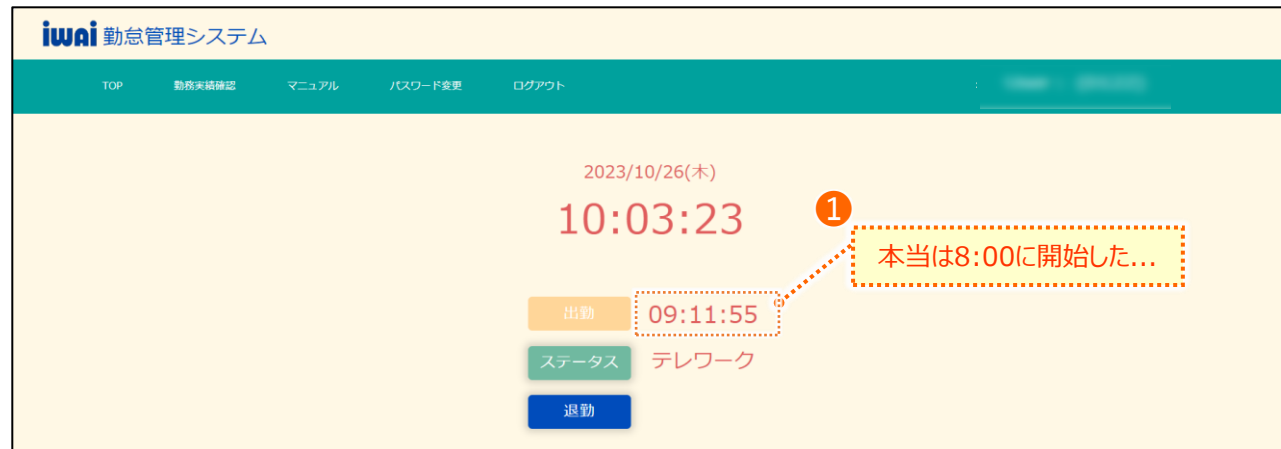 iwai 勤怠管理システム
TOP 勤務実績確認 マニュアル パスワード変更 ログアウト :
2023/10/26(木)
10:03:23
1
本当は8:00に開始した...
出勤 09:11:55
ステータス テレワーク
退勤